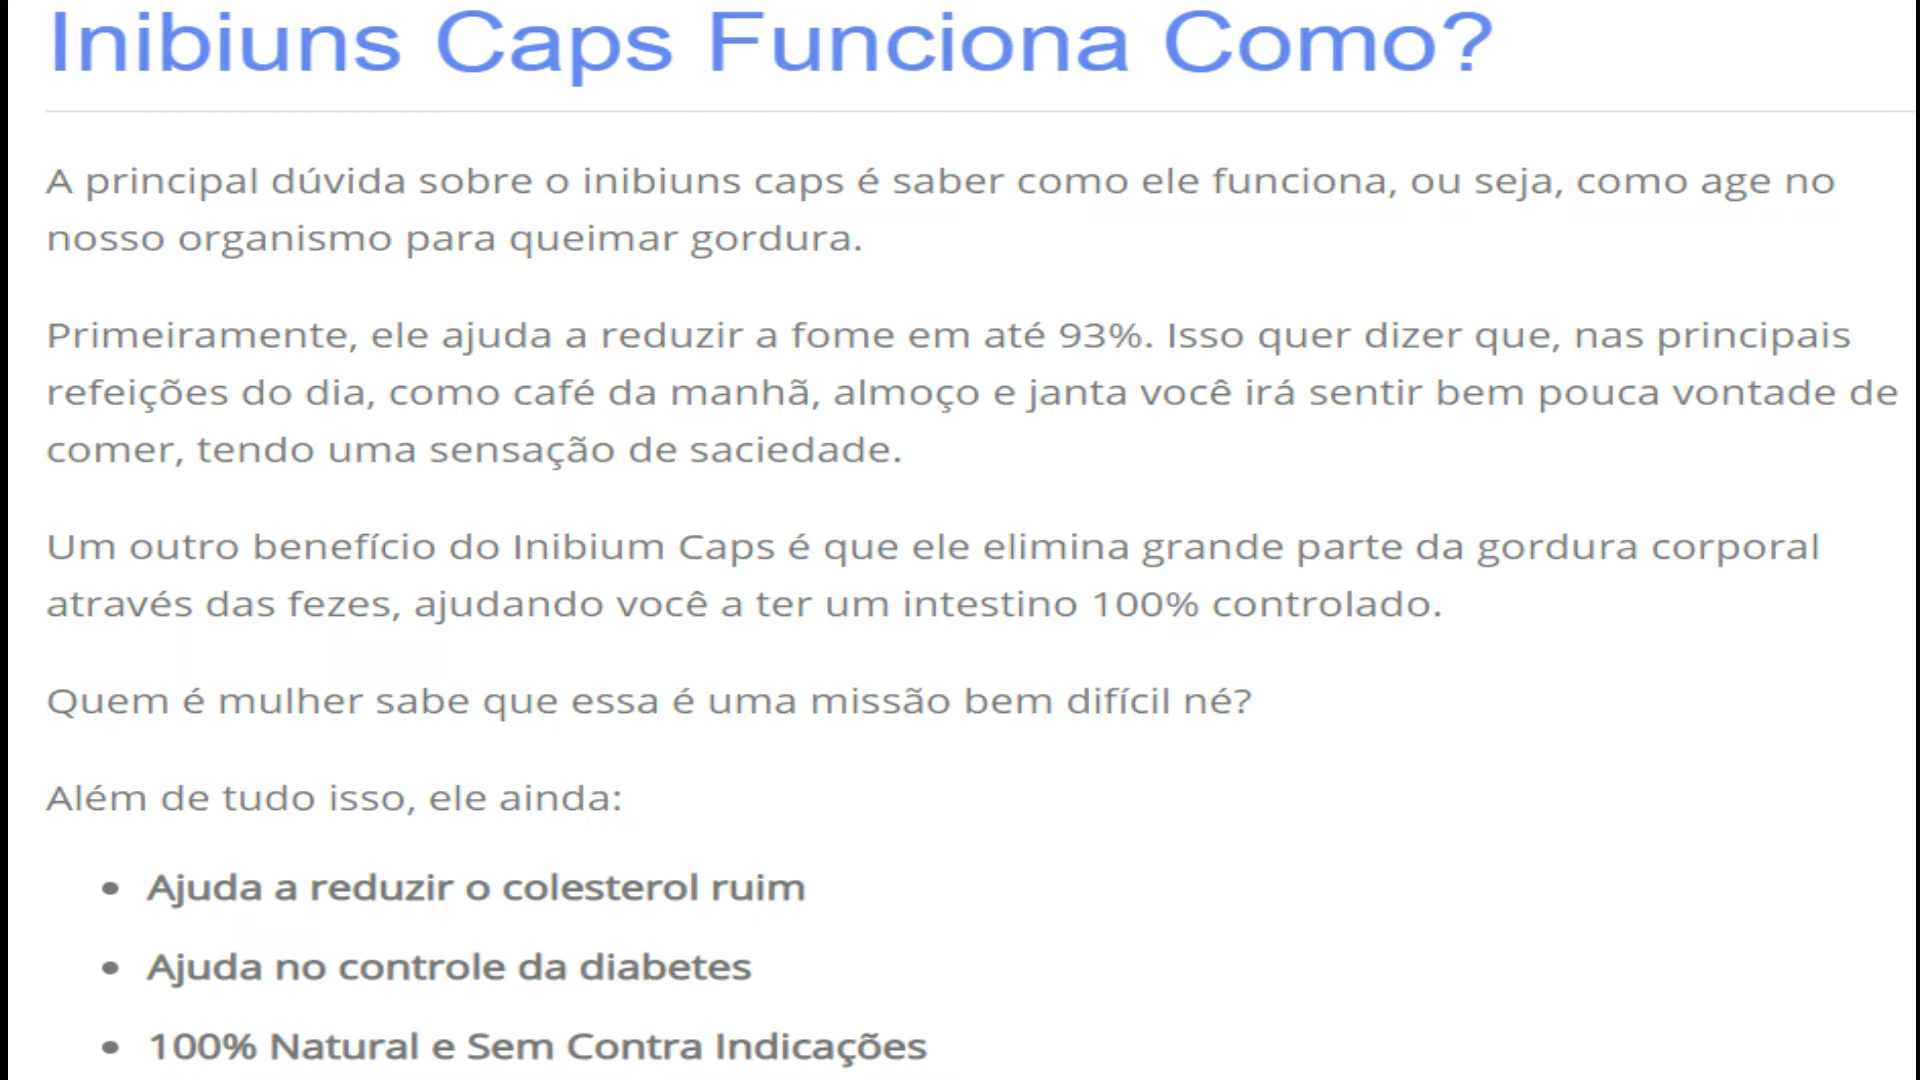 Inibiuns Caps Funciona Como?
A principal dúvida sobre o inibiuns caps é saber como ele funciona, ou seja, como age no
nosso organismo para queimar gordura.
Primeiramente, ele ajuda a reduzir a fome em até 93%. Isso quer dizer que, nas principais
refeições do dia, como café da manhã, almoço e janta você irá sentir bem pouca vontade de
comer, tendo uma sensação de saciedade.
Um outro benefício do Inibium Caps é que ele elimina grande parte da gordura corporal
através das fezes, ajudando você a ter um intestino 100% controlado.
Quem é mulher sabe que essa é uma missão bem difícil né?
Além de tudo isso, ele ainda:
• Ajuda a reduzir o colesterol ruim
• Ajuda no controle da diabetes
• 100% Natural e Sem Contra Indicações